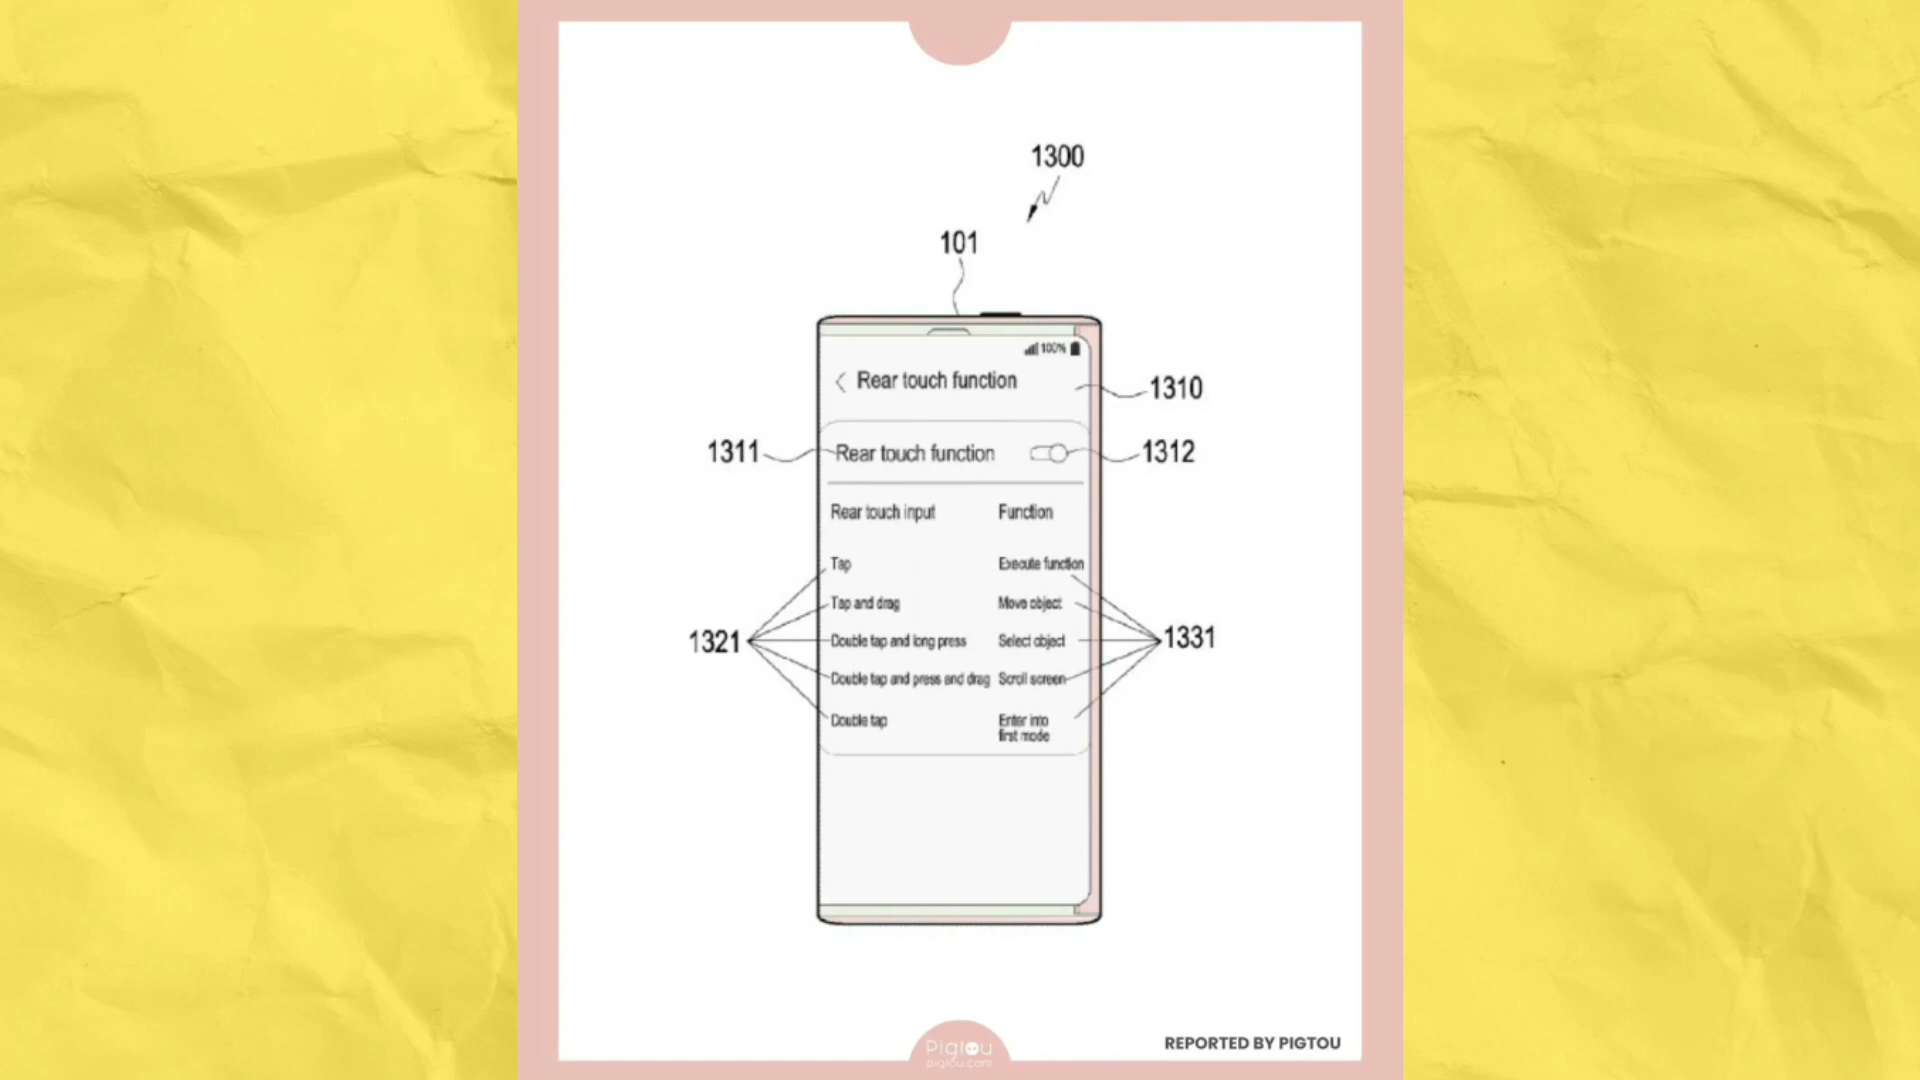 1300
101
100%
Rear touch function
1310
1311
Rear touch function
1312
Rear touch input Function
Tap Execute function
Tap and drag Move object
1321
Double tap and long press Select object
1331
Double tap and press and drag Scroll screen
Double tap Enter into
first mode
REPORTED BY PIGTOU
Pigtou
pigtou.com